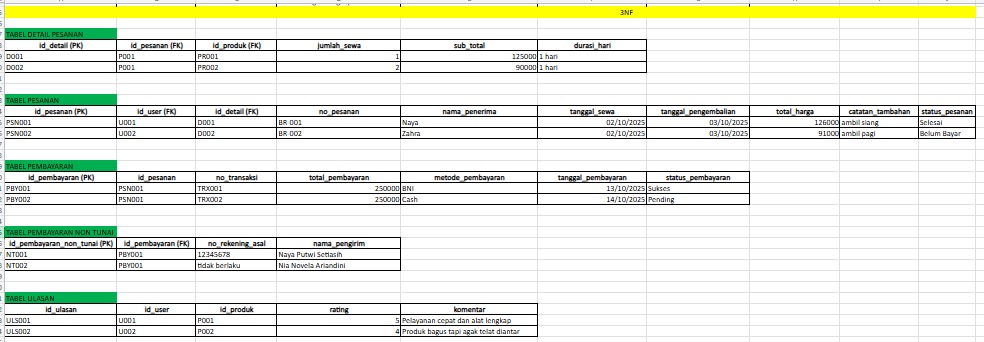 3NF
TABEL DETAIL PESANAN
id_detail (PK) id_pesanan (FK) id_produk (FK) jumlah_sewa sub_total durasi_hari
D001 P001 PR001 1 125000 1 hari
D002 P001 PR002 2 90000 1 hari
TABEL PESANAN
id_pesanan (PK) id_user (FK) id_detail (FK) no_pesanan nama_penerima tanggal_sewa tanggal_pengembalian total_harga catatan_tambahan status_pesanan
PSN001 U001 D001 BR-001 Naya 02/10/2025 03/10/2025 126000 ambil siang Selesai
PSN002 U002 D002 BR-002 Zahra 02/10/2025 03/10/2025 91000 ambil pagi Belum Bayar
TABEL PEMBAYARAN
id_pembayaran (PK) id_pesanan no_transaksi total_pembayaran metode_pembayaran tanggal_pembayaran status_pembayaran
PBY001 PSN001 TRX001 250000 BNI 13/10/2025 Sukses
PBY002 PSN001 TRX002 250000 Cash 14/10/2025 Pending
TABEL PEMBAYARAN NON TUNAI
id_pembayaran_non_tunai (PK) id_pembayaran (FK) no_rekening_asal nama_pengirim
NT001 PBY001 12345678 Naya Putwi Setiasih
NT002 PBY001 tidak berlaku Nia Novela Ariandini
TABEL ULASAN
id_ulasan id_user id_produk rating komentar
ULS001 U001 P001 5 Pelayanan cepat dan alat lengkap
ULS002 U002 P002 4 Produk bagus tapi agak telat diantar